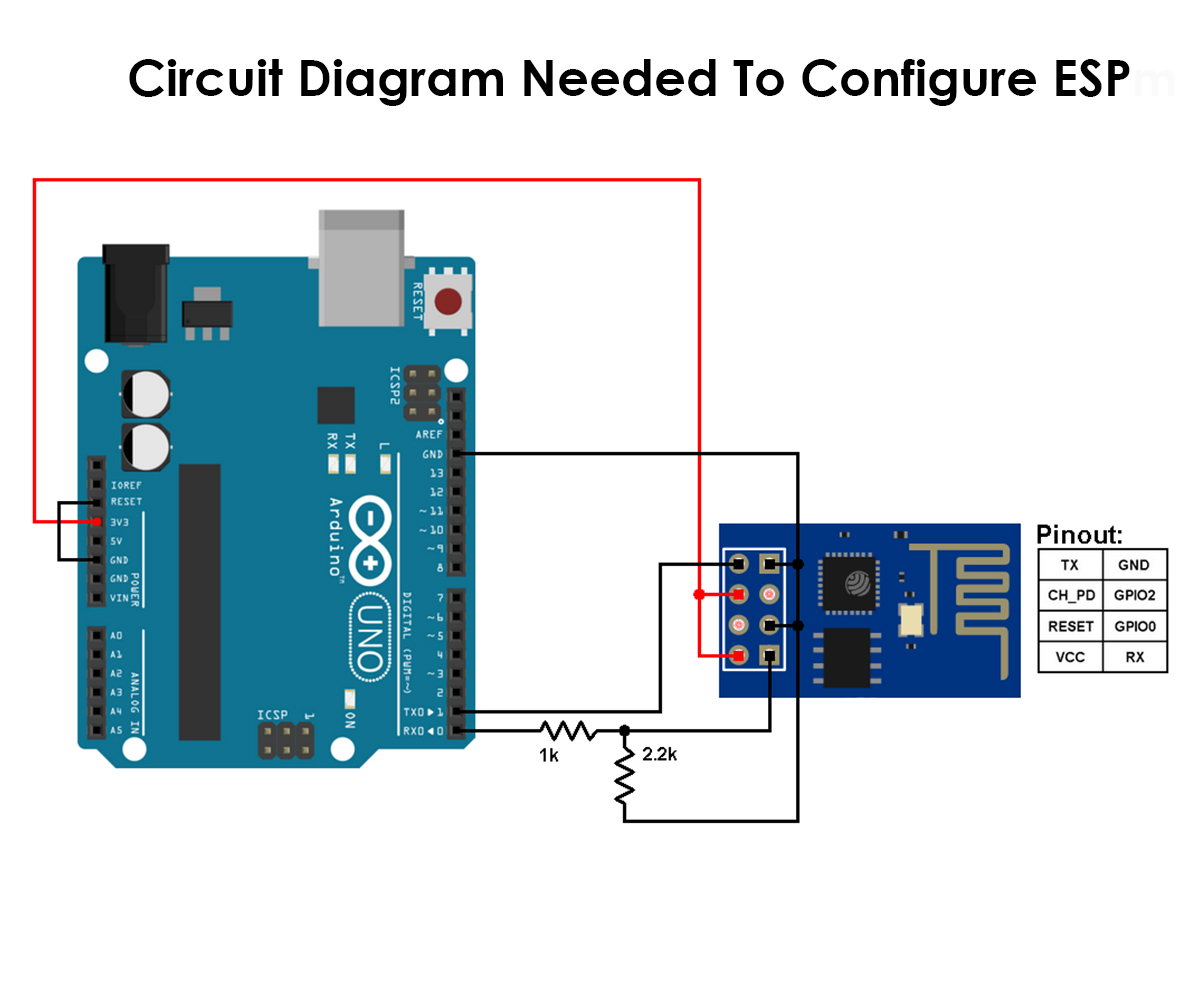 Circuit Diagram Needed To Configure ESP
RESET
ICSP2
AREF
GND
RX
TX
L
13
12
~11
~10
~9
8
IOREF
RESET
3V3
5V
GND
GND
VIN
POWER
Arduino™
UNO
DIGITAL (PWM=~)
7
~6
~5
4
~3
2
TX0 ▶ 1
RX0 ◀ 0
A0
A1
A2
A3
A4
A5
ANALOG IN
ICSP
1
ON
1k
2.2k
Pinout:
TX GND
CH_PD GPIO2
RESET GPIO0
VCC RX